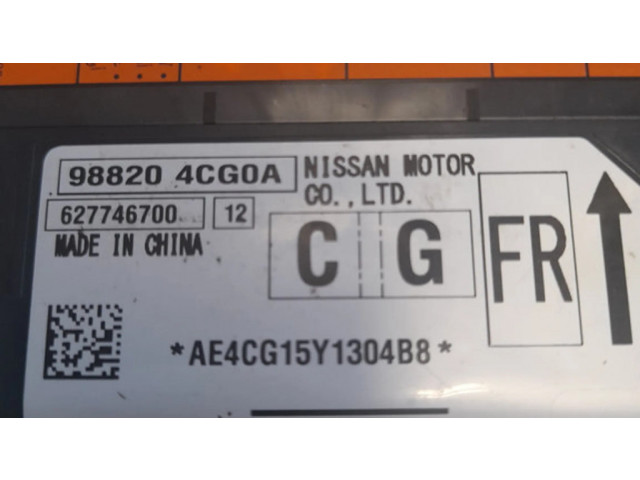 98820 4CG0A
NISSAN MOTOR
CO.,LTD.
627746700 12
MADE IN CHINA
C G
FR
*AE4CG15Y1304B8*